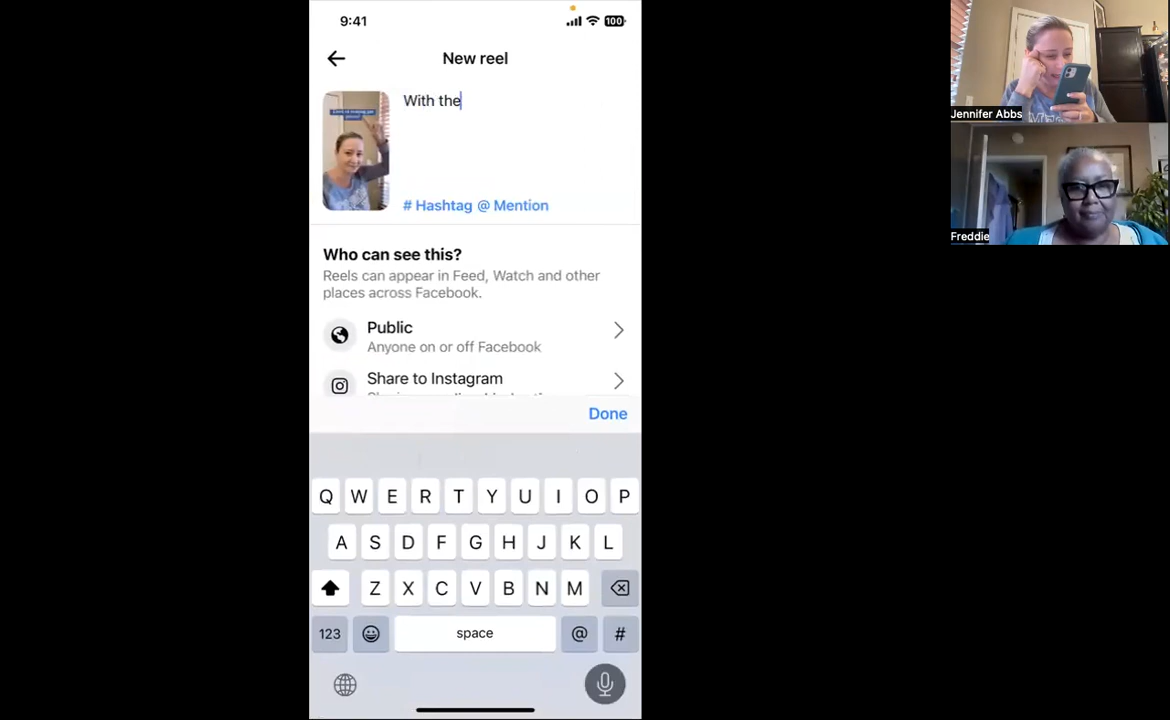 9:41
100
New reel
With the
# Hashtag @ Mention
Who can see this?
Reels can appear in Feed, Watch and other
places across Facebook.
Public
Anyone on or off Facebook
Share to Instagram
Done
Q W E R T Y U I O P
A S D F G H J K L
Z X C V B N M
123 space @ #
Jennifer Abbs
Freddie